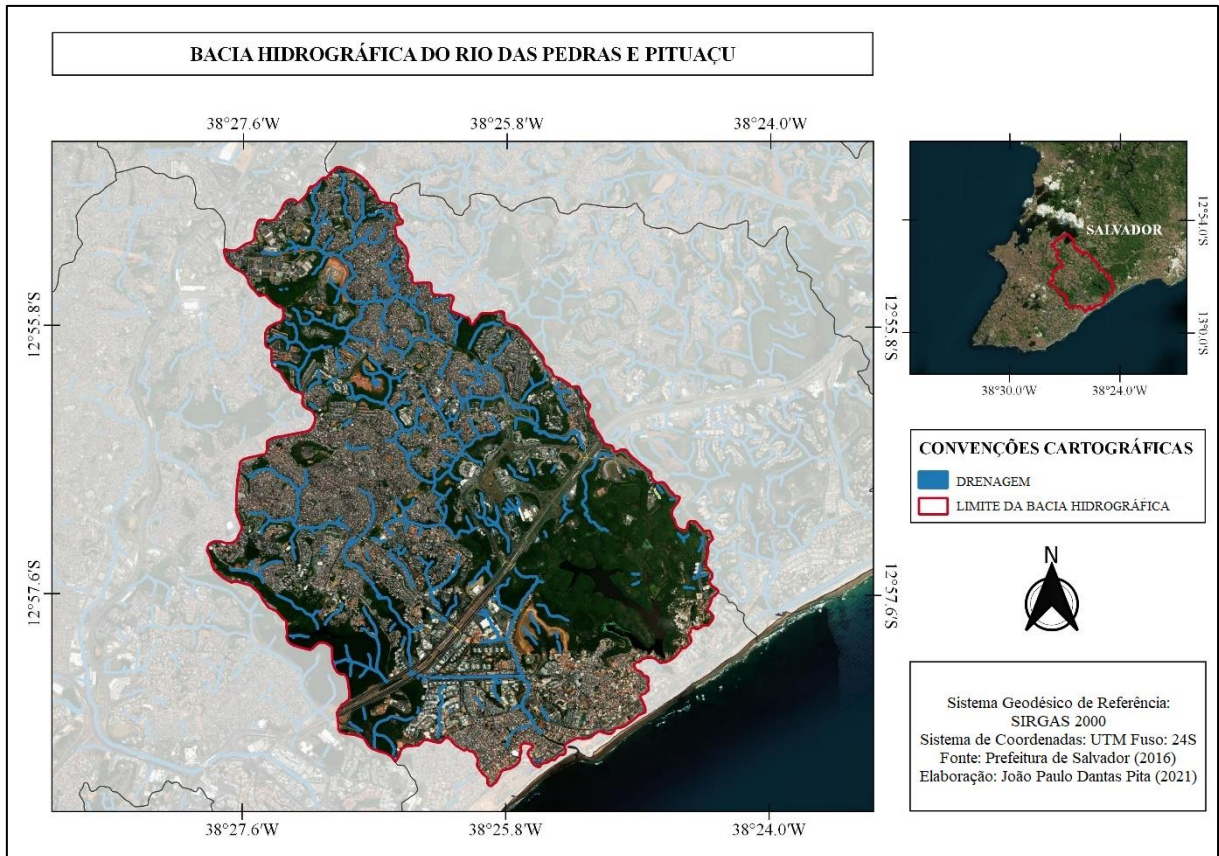 BACIA HIDROGRÁFICA DO RIO DAS PEDRAS E PITUAÇU
38°27.6'W
38°25.8'W
38°24.0'W
12°55.8'S
12°57.6'S
12°55.8'S
12°57.6'S
38°27.6'W
38°25.8'W
38°24.0'W
SALVADOR
12°54.0'S
13°0.0'S
38°30.0'W
38°24.0'W
CONVENÇÕES CARTOGRÁFICAS
DRENAGEM
LIMITE DA BACIA HIDROGRÁFICA
N
Sistema Geodésico de Referência:
SIRGAS 2000
Sistema de Coordenadas: UTM Fuso: 24S
Fonte: Prefeitura de Salvador (2016)
Elaboração: João Paulo Dantas Pita (2021)